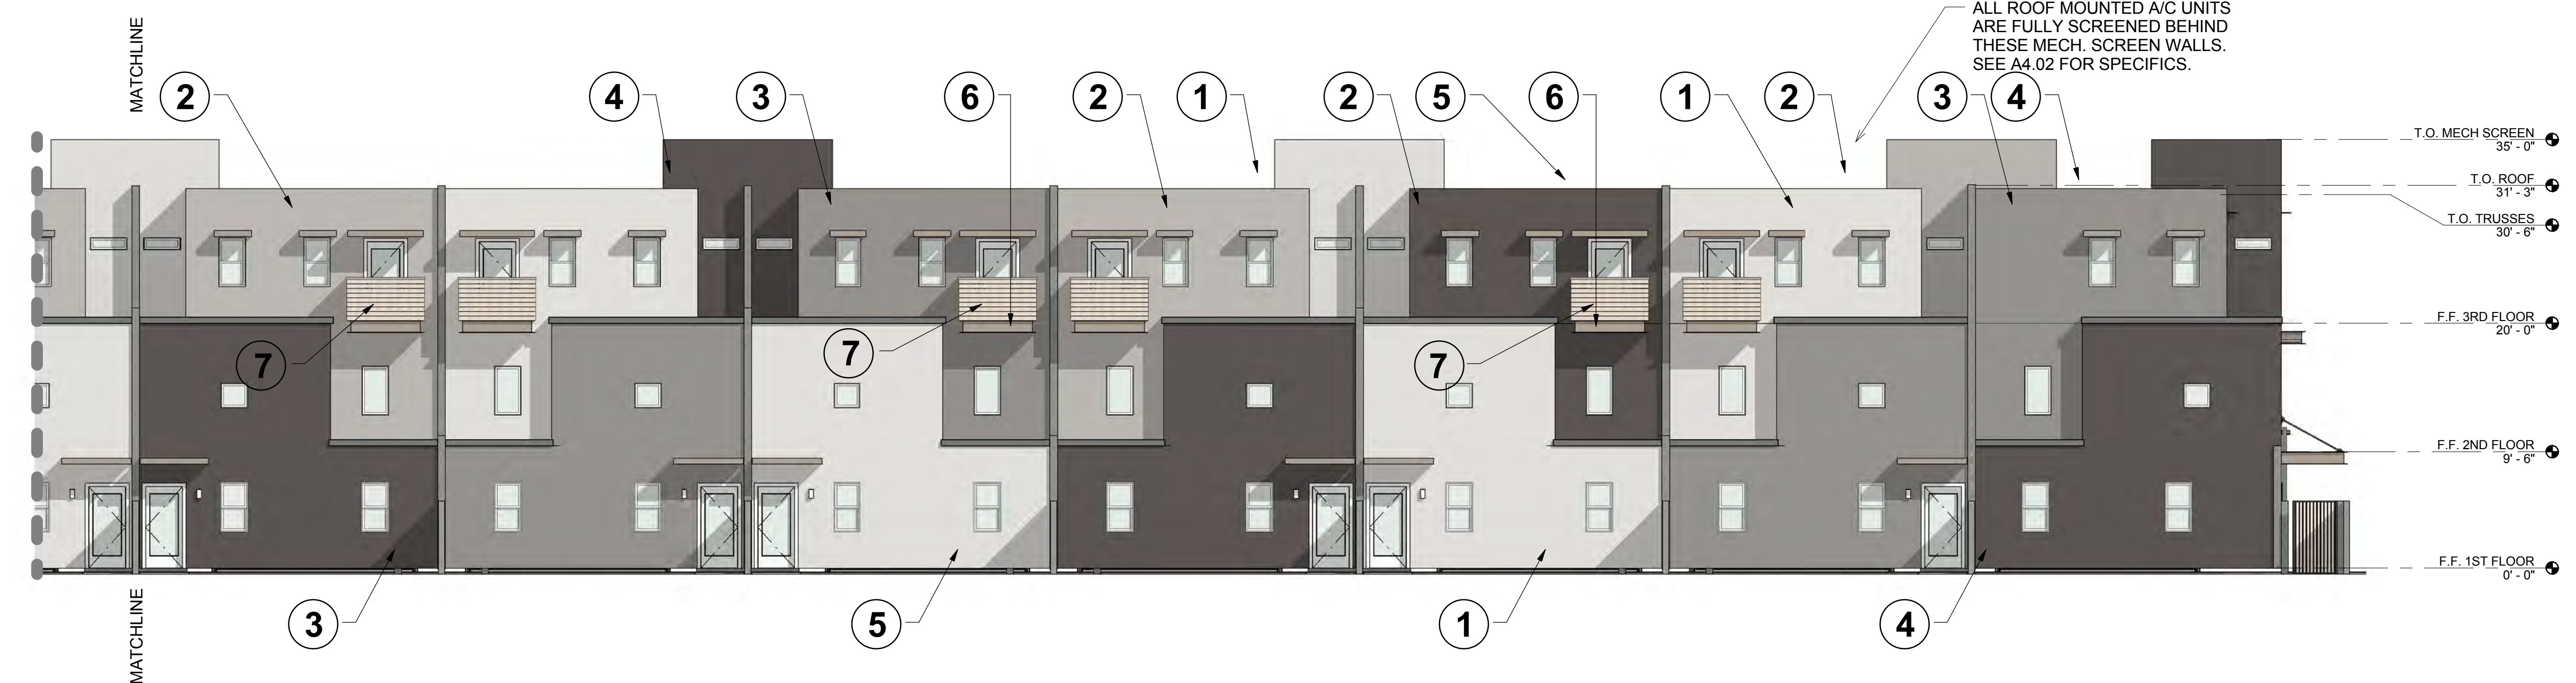 MATCHLINE
ALL ROOF MOUNTED A/C UNITS
ARE FULLY SCREENED BEHIND
THESE MECH. SCREEN WALLS.
SEE A4.02 FOR SPECIFICS.
2
4
3
6
2
1
2
5
6
1
2
3
4
T.O. MECH SCREEN
35' - 0"
T.O. ROOF
31' - 3"
T.O. TRUSSES
30' - 6"
F.F. 3RD FLOOR
20' - 0"
7
7
7
F.F. 2ND FLOOR
9' - 6"
F.F. 1ST FLOOR
0' - 0"
MATCHLINE
3
5
1
4